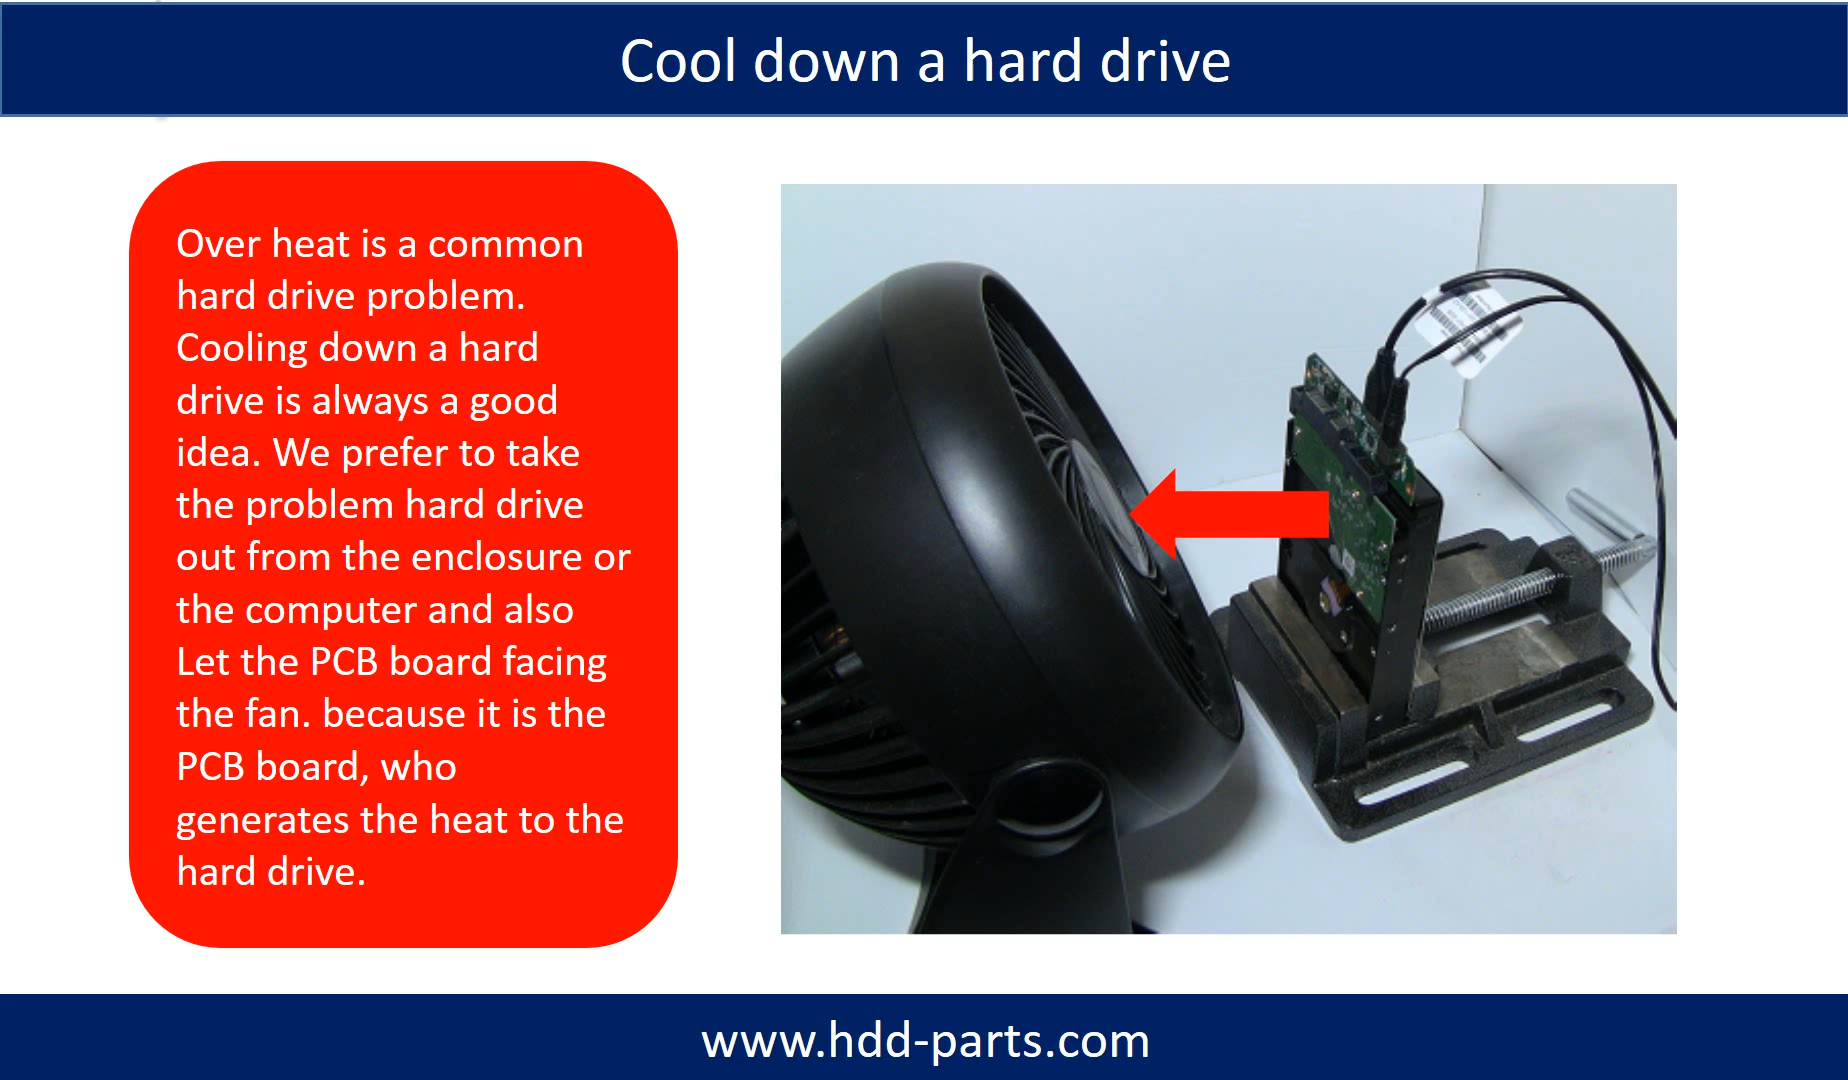 Cool down a hard drive
Over heat is a common
hard drive problem.
Cooling down a hard
drive is always a good
idea. We prefer to take
the problem hard drive
out from the enclosure or
the computer and also
Let the PCB board facing
the fan. because it is the
PCB board, who
generates the heat to the
hard drive.
www.hdd-parts.com